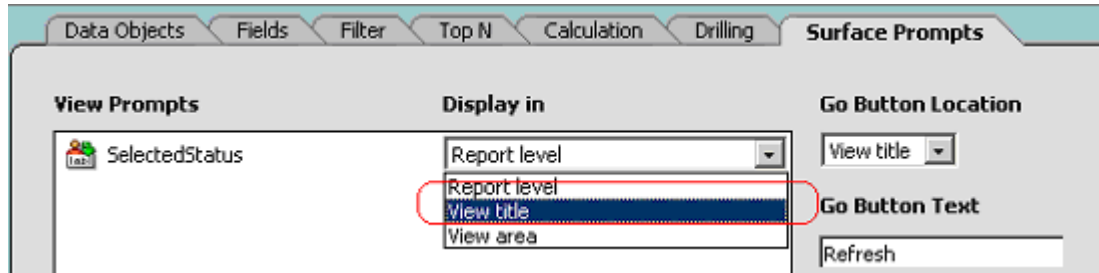 Data Objects Fields Filter Top N Calculation Drilling Surface Prompts
View Prompts Display in Go Button Location
SelectedStatus Report level View title
Report level
View title Go Button Text
View area
Refresh